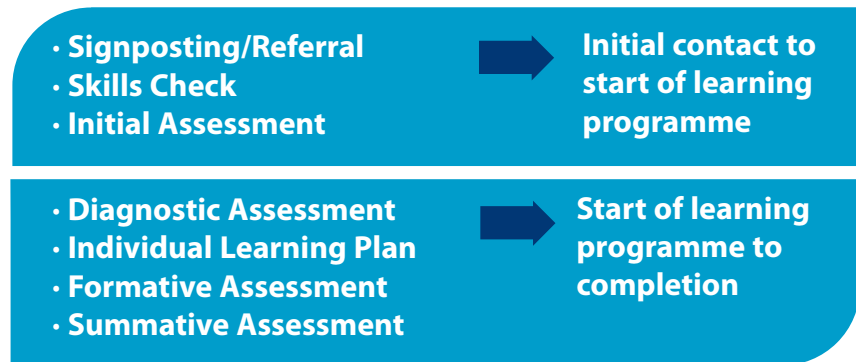 · Signposting/Referral
· Skills Check
· Initial Assessment
Initial contact to
start of learning
programme
· Diagnostic Assessment
· Individual Learning Plan
· Formative Assessment
· Summative Assessment
Start of learning
programme to
completion